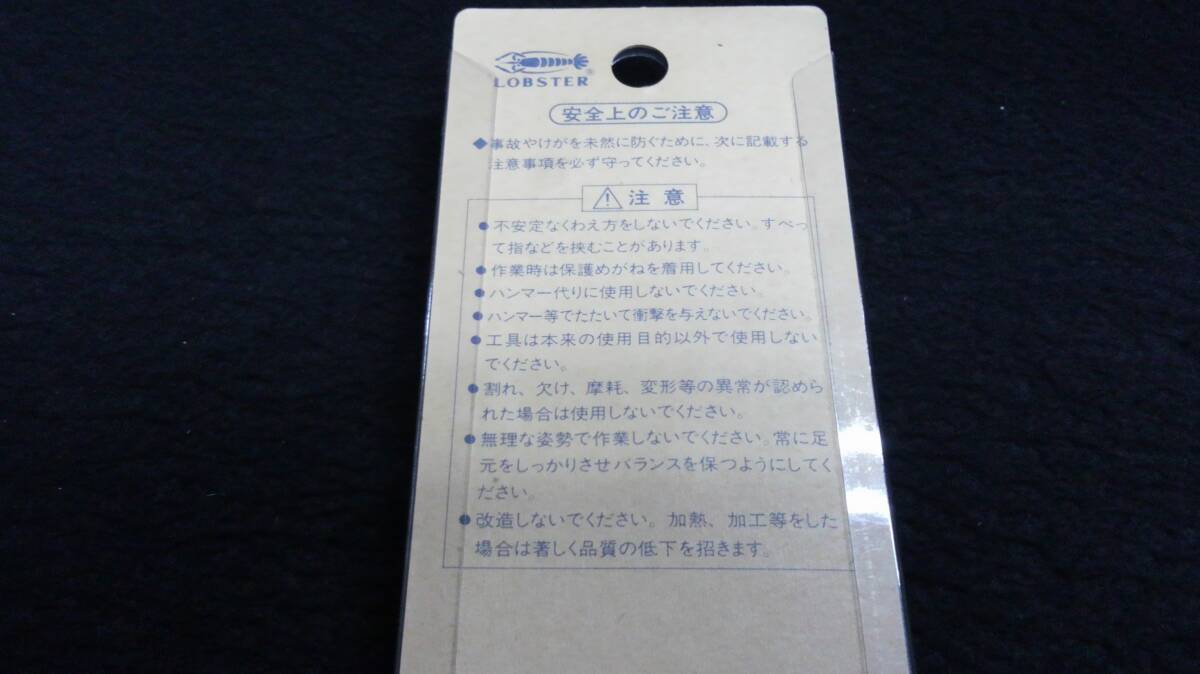 LOBSTER®
安全上のご注意
◆事故やけがを未然に防ぐために、次に記載する
注意事項を必ず守ってください。
注意
●不安定なくわえ方をしないでください。すべっ
て指などを挟むことがあります。
●作業時は保護めがねを着用してください。
●ハンマー代りに使用しないでください。
●ハンマー等でたたいて衝撃を与えないでください。
●工具は本来の使用目的以外で使用しない
でください。
●割れ、欠け、摩耗、変形等の異常が認めら
れた場合は使用しないでください。
●無理な姿勢で作業しないでください。常に足
元をしっかりさせバランスを保つようにしてく
ださい。
●改造しないでください。加熱、加工等をした
場合は著しく品質の低下を招きます。